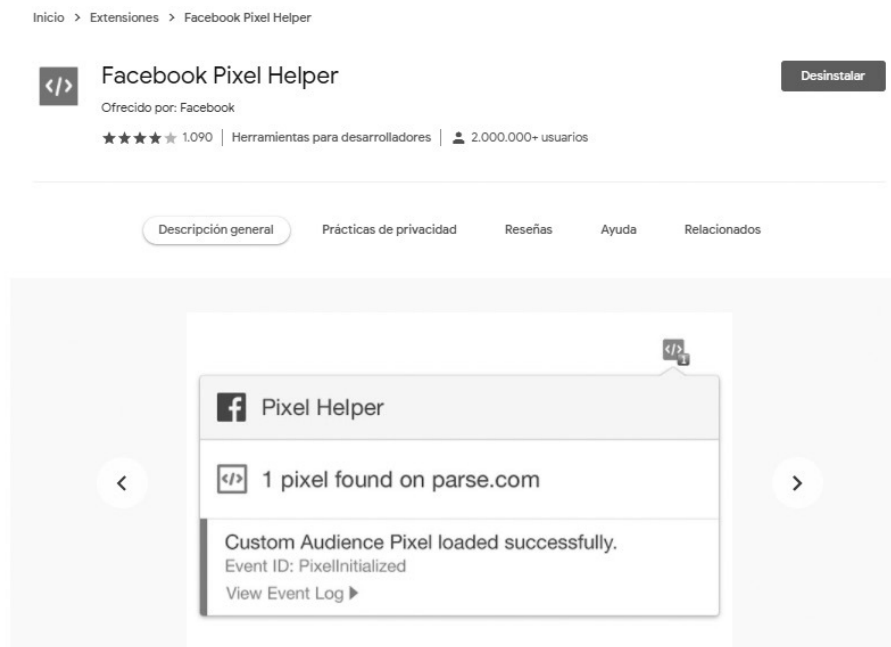 Inicio > Extensiones > Facebook Pixel Helper
Facebook Pixel Helper
Desinstalar
Ofrecido por: Facebook
1.090 | Herramientas para desarrolladores | 2.000.000+ usuarios
Descripción general Prácticas de privacidad Reseñas Ayuda Relacionados
1
Pixel Helper
1 pixel found on parse.com
Custom Audience Pixel loaded successfully.
Event ID: PixelInitialized
View Event Log